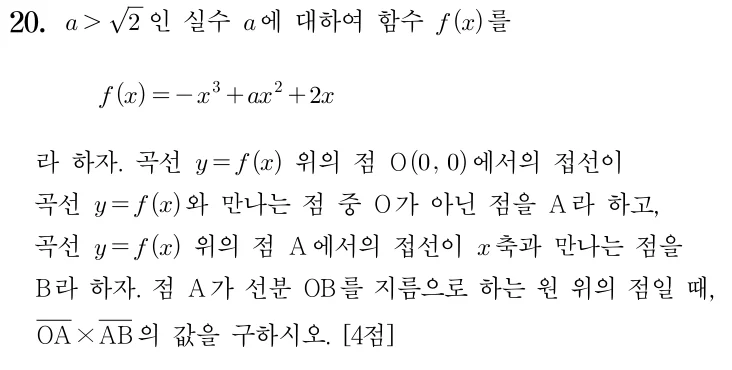 20. a > √2 인 실수 a에 대하여 함수 f(x)를
f(x) = -x³ + ax² + 2x
라 하자. 곡선 y=f(x) 위의 점 O(0, 0)에서의 접선이
곡선 y=f(x)와 만나는 점 중 O가 아닌 점을 A라 하고,
곡선 y=f(x) 위의 점 A에서의 접선이 x축과 만나는 점을
B라 하자. 점 A가 선분 OB를 지름으로 하는 원 위의 점일 때,
O̅A̅ × A̅B̅의 값을 구하시오. [4점]